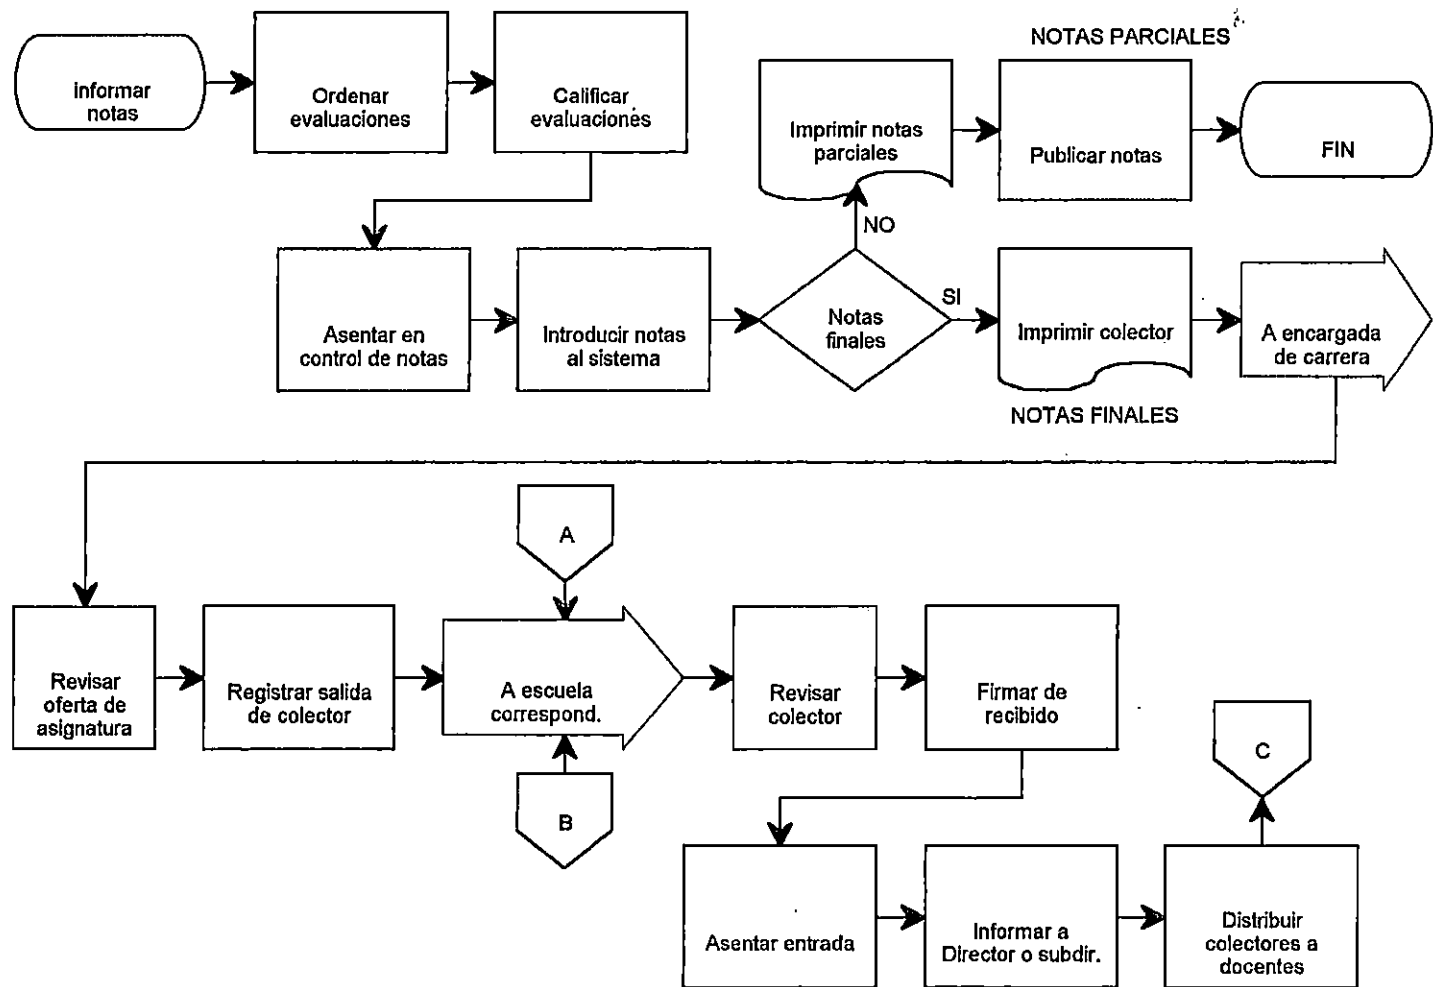 NOTAS PARCIALES
informar
notas
Ordenar
evaluaciones
Calificar
evaluaciones
Imprimir notas
parciales
Publicar notas
FIN
NO
Asentar en
control de notas
Introducir notas
al sistema
Notas
finales
SI
Imprimir colector
A encargada
de carrera
NOTAS FINALES
A
Revisar
oferta de
asignatura
Registrar salida
de colector
A escuela
correspond.
Revisar
colector
Firmar de
recibido
B
C
Asentar entrada
Informar a
Director o subdir.
Distribuir
colectores a
docentes